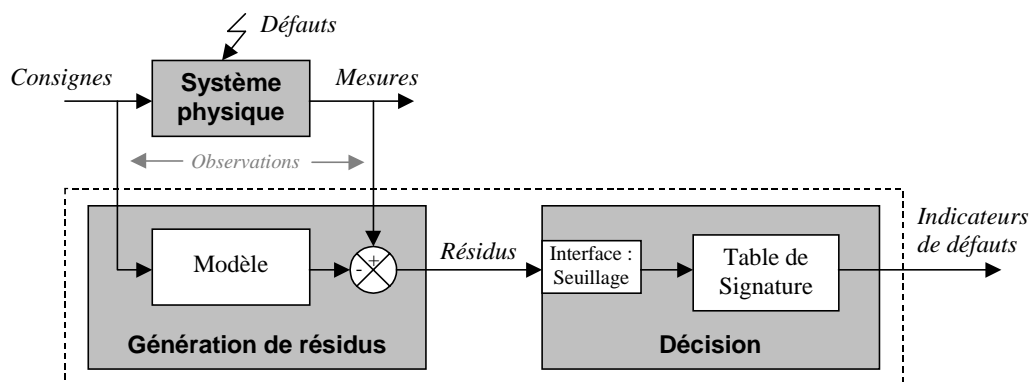 Défauts
Consignes
Système
physique
Mesures
Observations
Modèle
+
-
Génération de résidus
Résidus
Interface :
Seuillage
Table de
Signature
Décision
Indicateurs
de défauts